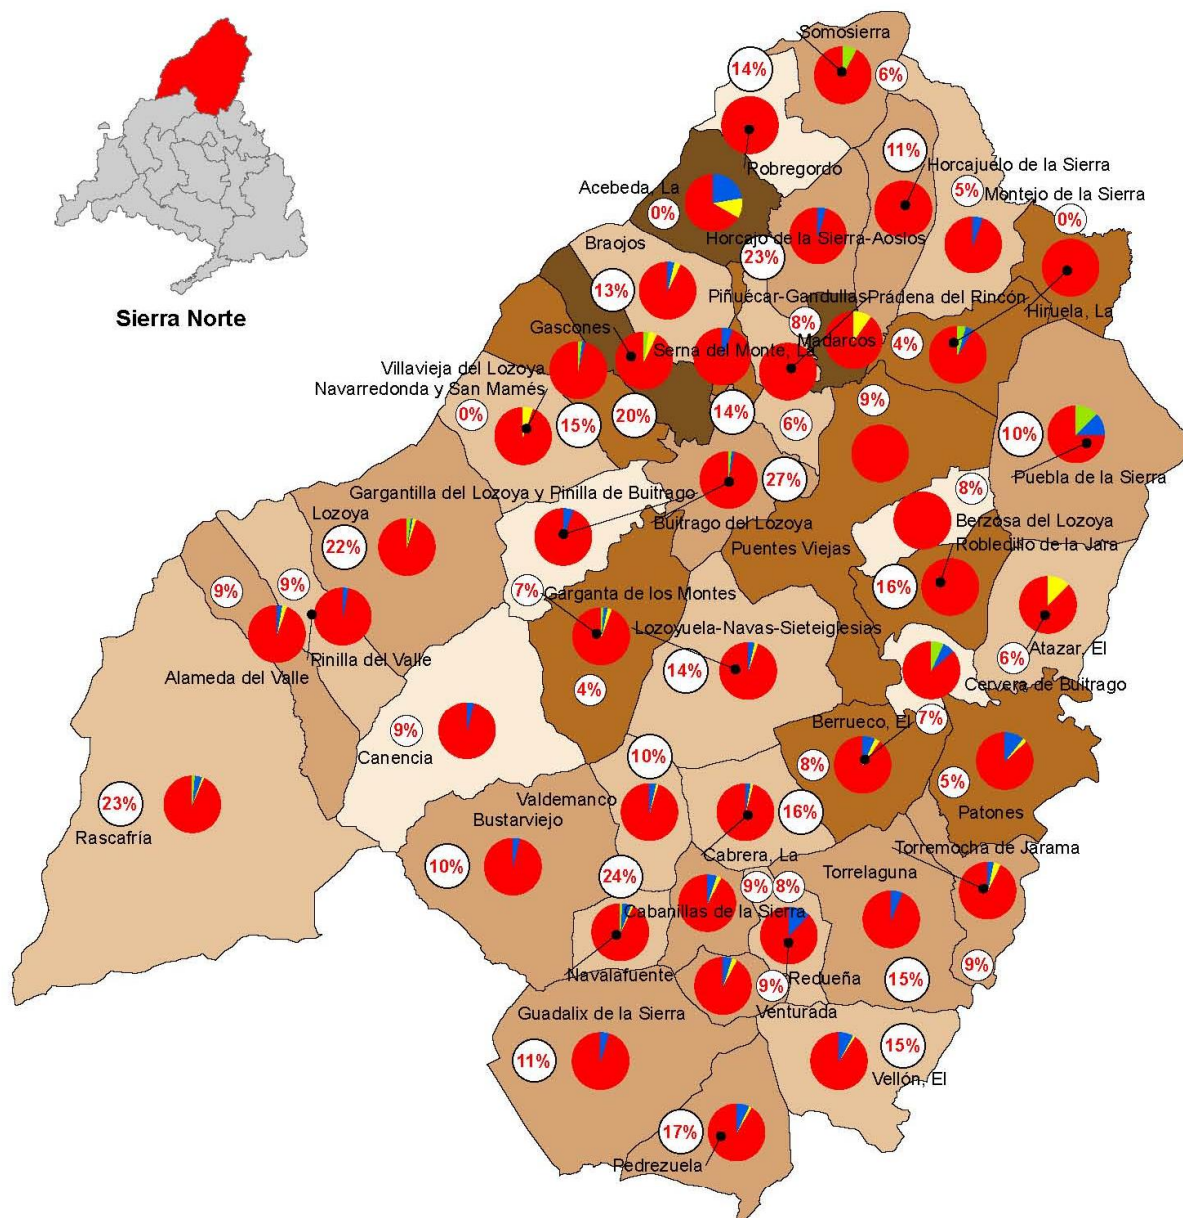 Somosierra
14%
6%
Robregordo
11%
Horcajuelo de la Sierra
Acebeda, La
0%
5%
Montejo de la Sierra
0%
Horcajo de la Sierra-Aoslos
Braojos
23%
13%
Piñuécar-Gandullas
Prádena del Rincón
Hiruela, La
Sierra Norte
Gascones
8%
Madarcos
4%
Serna del Monte, La
Villavieja del Lozoya
Navarredonda y San Mamés
0%
15%
20%
14%
6%
9%
10%
Puebla de la Sierra
Gargantilla del Lozoya y Pinilla de Buitrago
27%
8%
Lozoya
Buitrago del Lozoya
Berzosa del Lozoya
22%
Puentes Viejas
Robledillo de la Jara
9%
9%
7%
Garganta de los Montes
16%
Lozoyuela-Navas-Sieteiglesias
Pinilla del Valle
Alameda del Valle
14%
6%
Atazar, El
4%
Cervera de Buitrago
Berrueco, El
7%
9%
Canencia
10%
8%
5%
Rascafría
23%
Valdemanco
16%
Patones
Bustarviejo
Torremocha de Jarama
Cabrera, La
10%
24%
9%
8%
Torrelaguna
Cabanillas de la Sierra
Navalafuente
9%
Redueña
15%
9%
Venturada
Guadalix de la Sierra
11%
15%
Vellón, El
17%
Pedrezuela